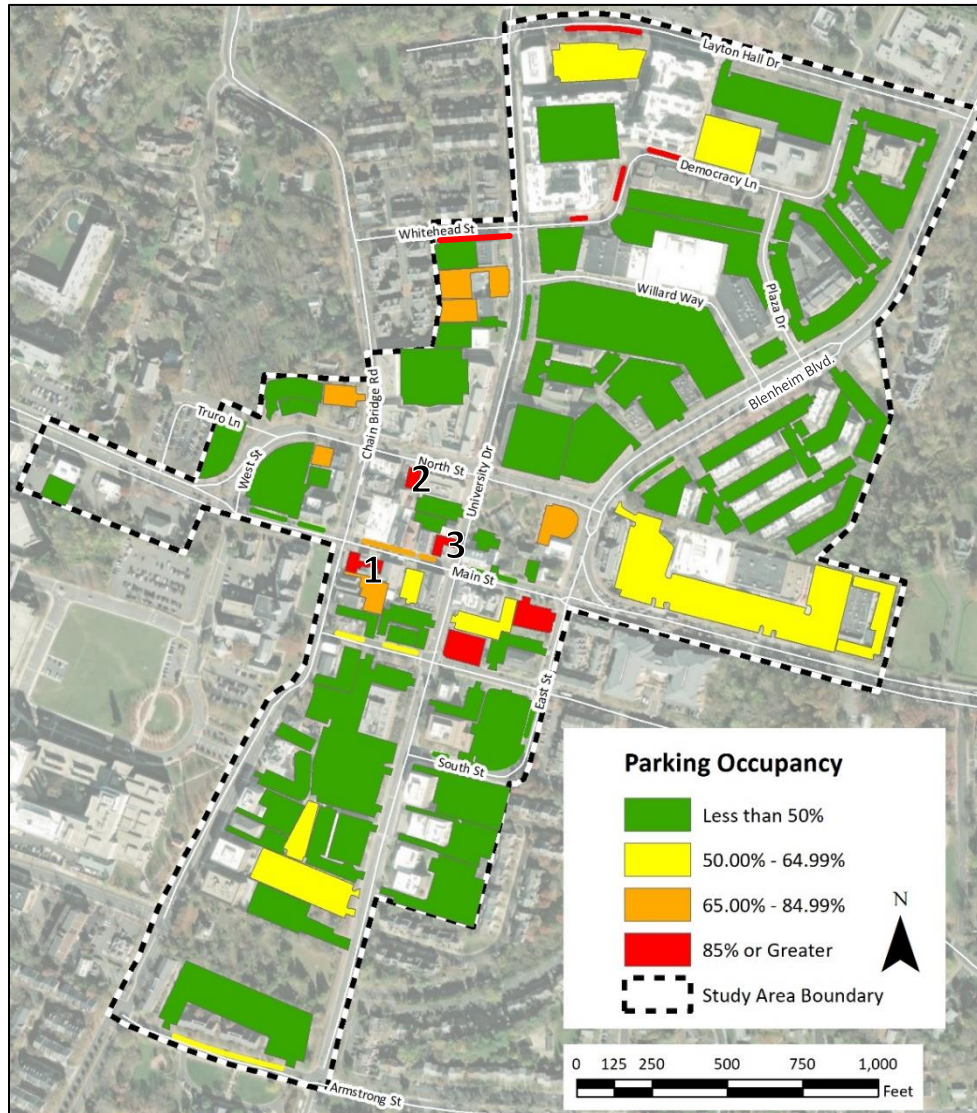 Layton Hall Dr
Democracy Ln
Whitehead St
Willard Way
Plaza Dr
Blenheim Blvd.
Chain Bridge Rd
Truro Ln
West St
North St
University Dr
2
3
1
Main St
East St
South St
Armstrong St
Parking Occupancy
Less than 50%
50.00% - 64.99%
65.00% - 84.99%
85% or Greater
Study Area Boundary
N
0 125 250 500 750 1,000
Feet